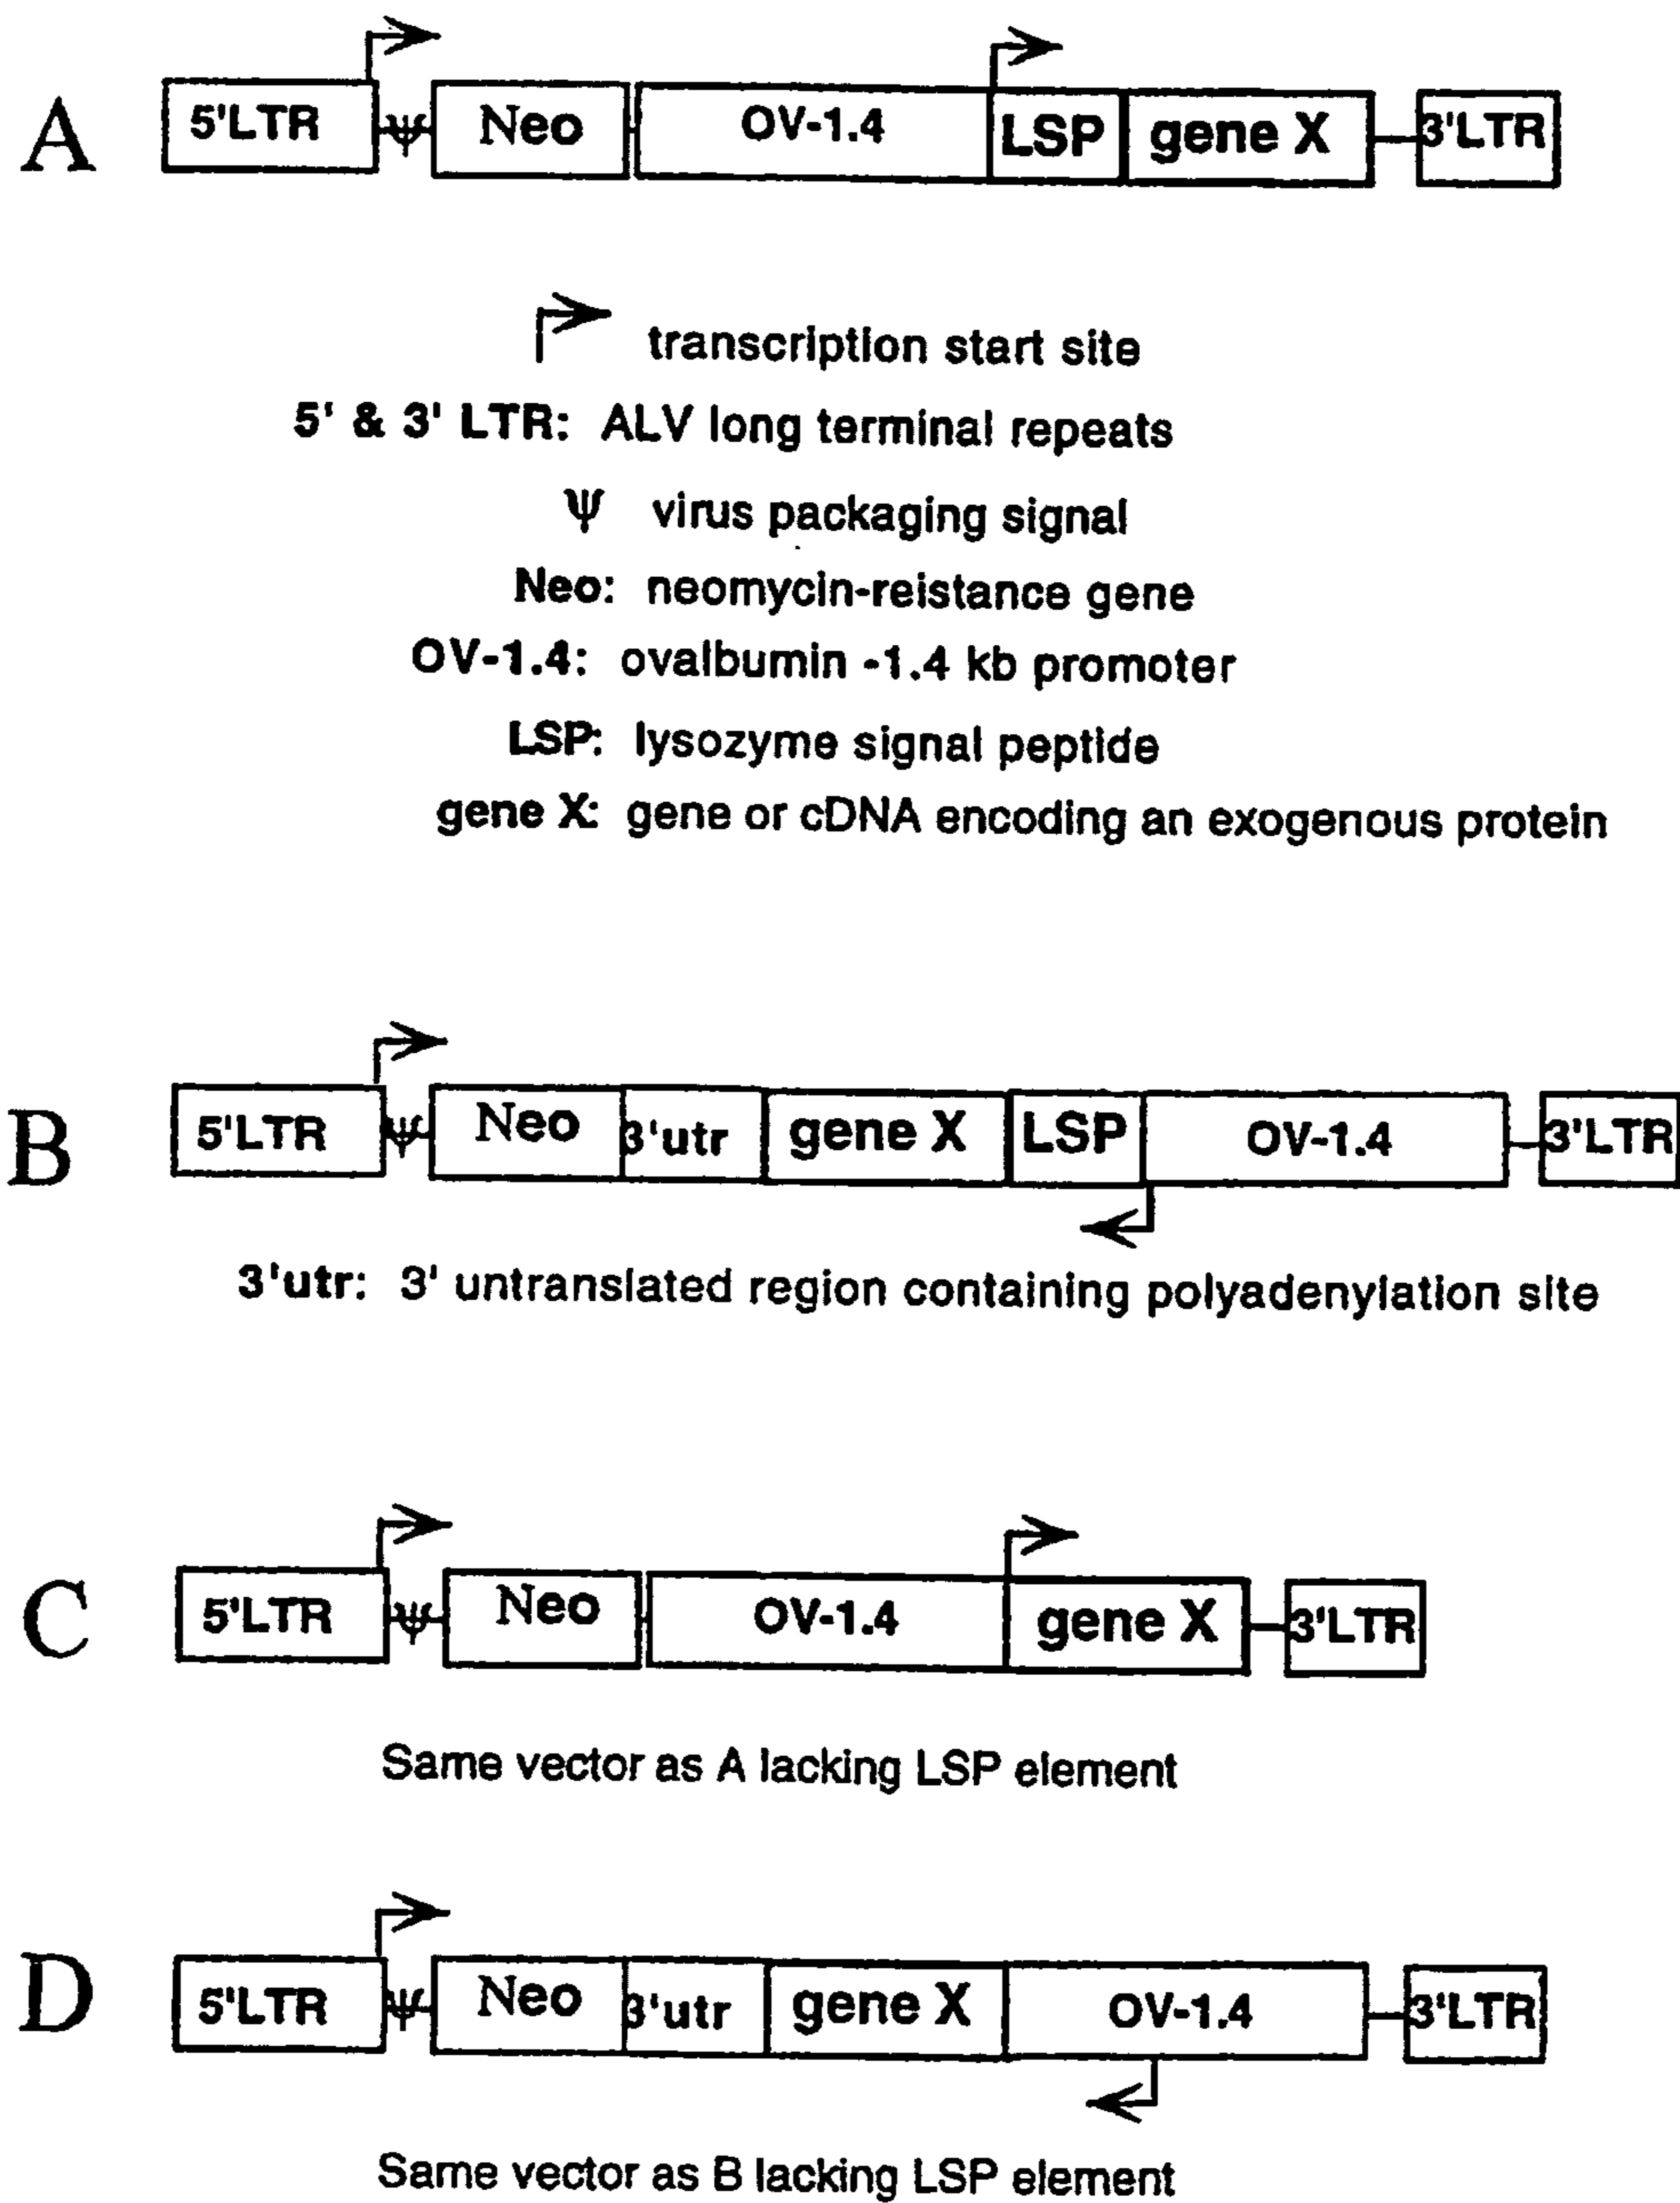 A 5'LTR ψ Neo OV-1.4 LSP gene X 3'LTR
transcription start site
5' & 3' LTR: ALV long terminal repeats
ψ virus packaging signal
Neo: neomycin-reistance gene
OV-1.4: ovalbumin -1.4 kb promoter
LSP: lysozyme signal peptide
gene X: gene or cDNA encoding an exogenous protein
B 5'LTR ψ Neo 3'utr gene X LSP OV-1.4 3'LTR
3'utr: 3' untranslated region containing polyadenylation site
C 5'LTR ψ Neo OV-1.4 gene X 3'LTR
Same vector as A lacking LSP element
D 5'LTR ψ Neo 3'utr gene X OV-1.4 3'LTR
Same vector as B lacking LSP element